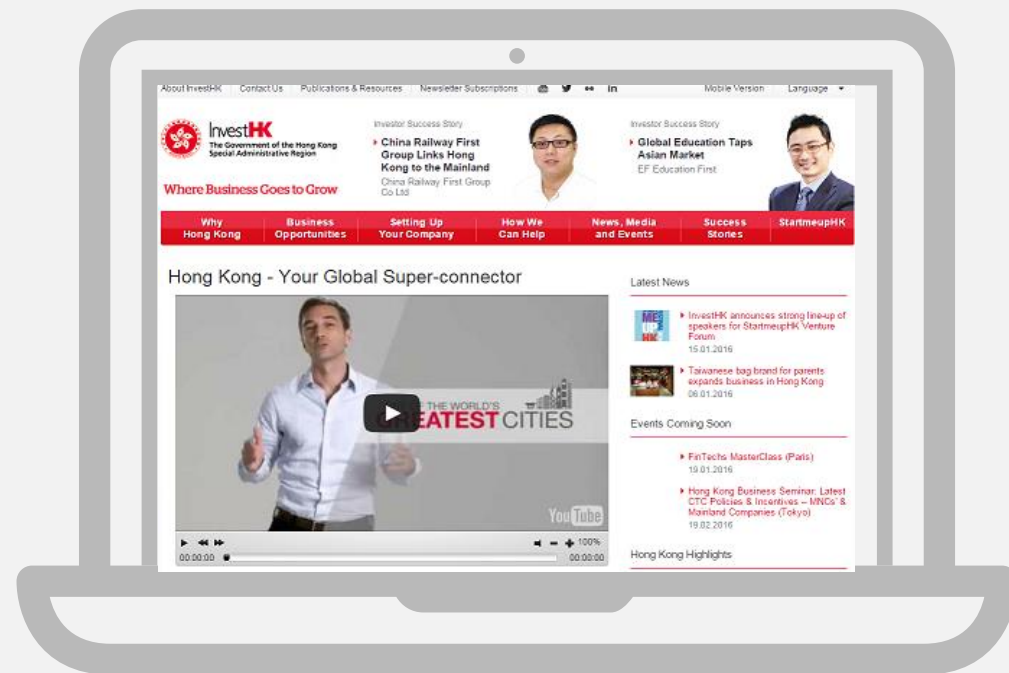 About InvestHK Contact Us Publications & Resources Newsletter Subscriptions in Mobile Version Language
InvestHK
The Government of the Hong Kong
Special Administrative Region
Where Business Goes to Grow
Investor Success Story
China Railway First
Group Links Hong
Kong to the Mainland
China Railway First Group
Co Ltd
Investor Success Story
Global Education Taps
Asian Market
EF Education First
Why
Hong Kong
Business
Opportunities
Setting Up
Your Company
How We
Can Help
News, Media
and Events
Success
Stories
StartmeupHK
Hong Kong - Your Global Super-connector
THE WORLD'S
GREATEST CITIES
YouTube
100%
00:00:00
00:00:00
Latest News
ME
UP
HK
InvestHK announces strong line-up of
speakers for StartmeupHK Venture
Forum
15.01.2016
Taiwanese bag brand for parents
expands business in Hong Kong
06.01.2016
Events Coming Soon
FinTechs MasterClass (Paris)
19.01.2016
Hong Kong Business Seminar: Latest
CTC Policies & Incentives – MNCs' &
Mainland Companies (Tokyo)
19.02.2016
Hong Kong Highlights